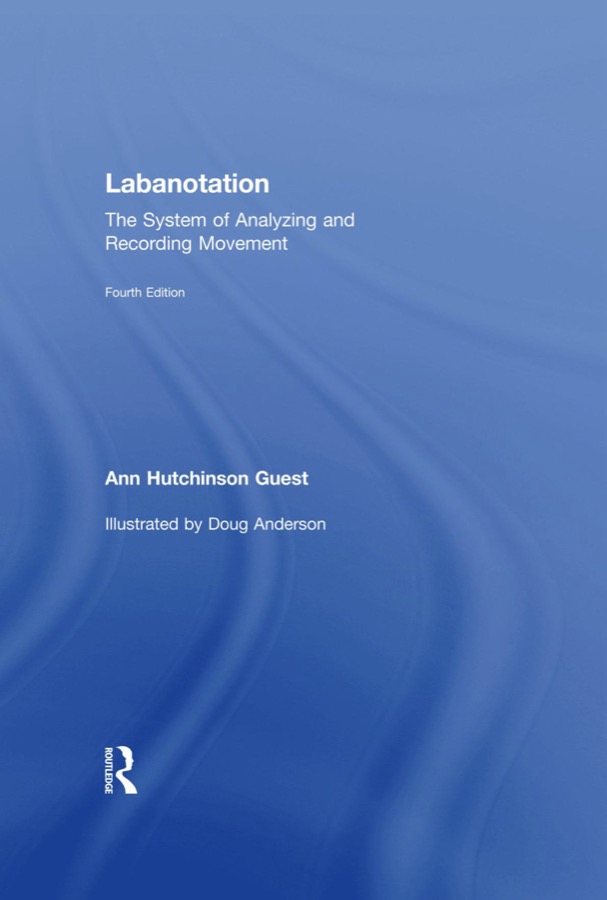 Labanotation
The System of Analyzing and
Recording Movement
Fourth Edition
Ann Hutchinson Guest
Illustrated by Doug Anderson
ROUTLEDGE